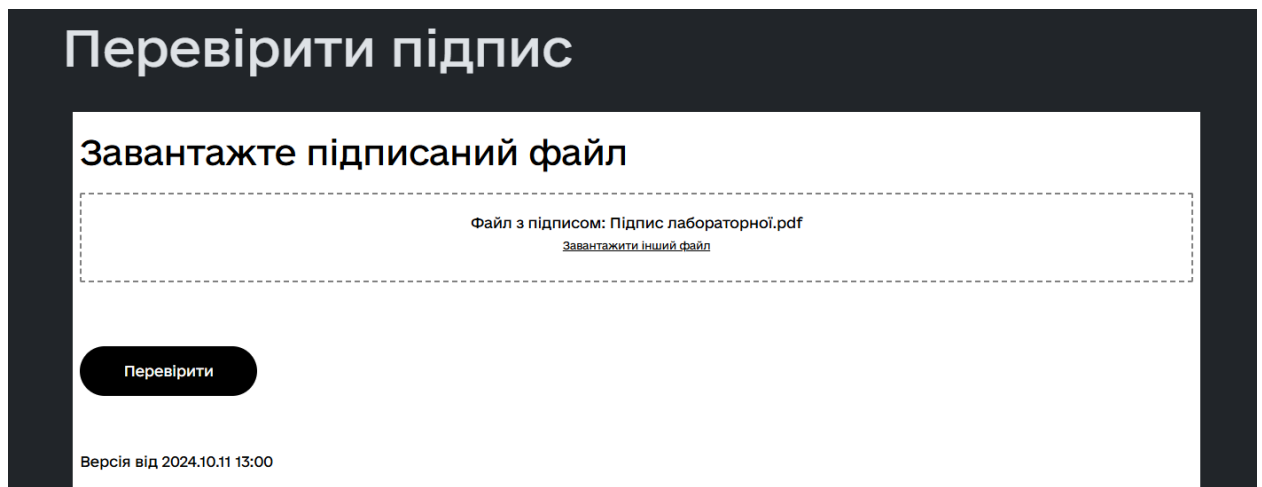 Перевірити підпис
Завантажте підписаний файл
Файл з підписом: Підпис лабораторної.pdf
Завантажити інший файл
Перевірити
Версія від 2024.10.11 13:00